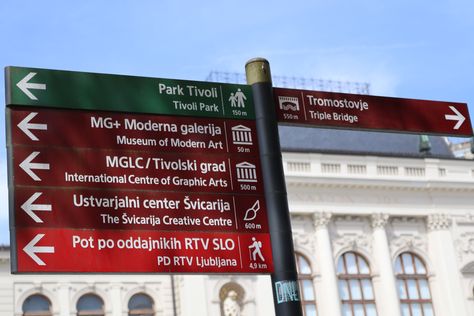 Park Tivoli
Tivoli Park
150 m
MG+ Moderna galerija
Museum of Modern Art
50 m
MGLC / Tivolski grad
International Centre of Graphic Arts
500 m
Ustvarjalni center Švicarija
The Švicarija Creative Centre
600 m
Pot po oddajnikih RTV SLO
PD RTV Ljubljana
4,9
Tromostovje
Triple Bridge
550 m